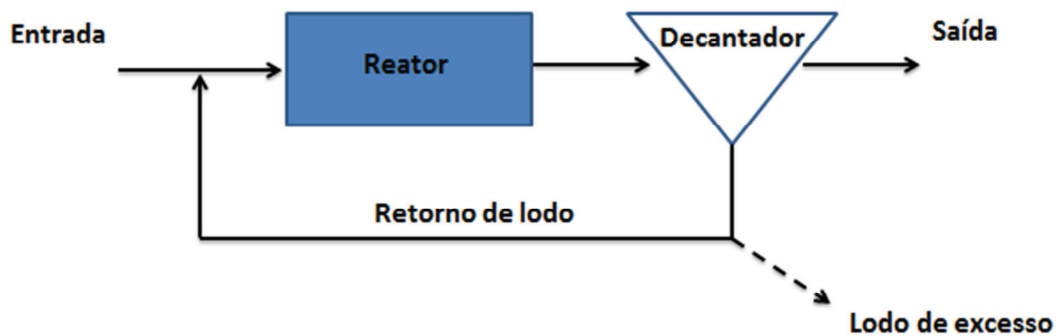 Entrada
Reator
Decantador
Saída
Retorno de lodo
Lodo de excesso